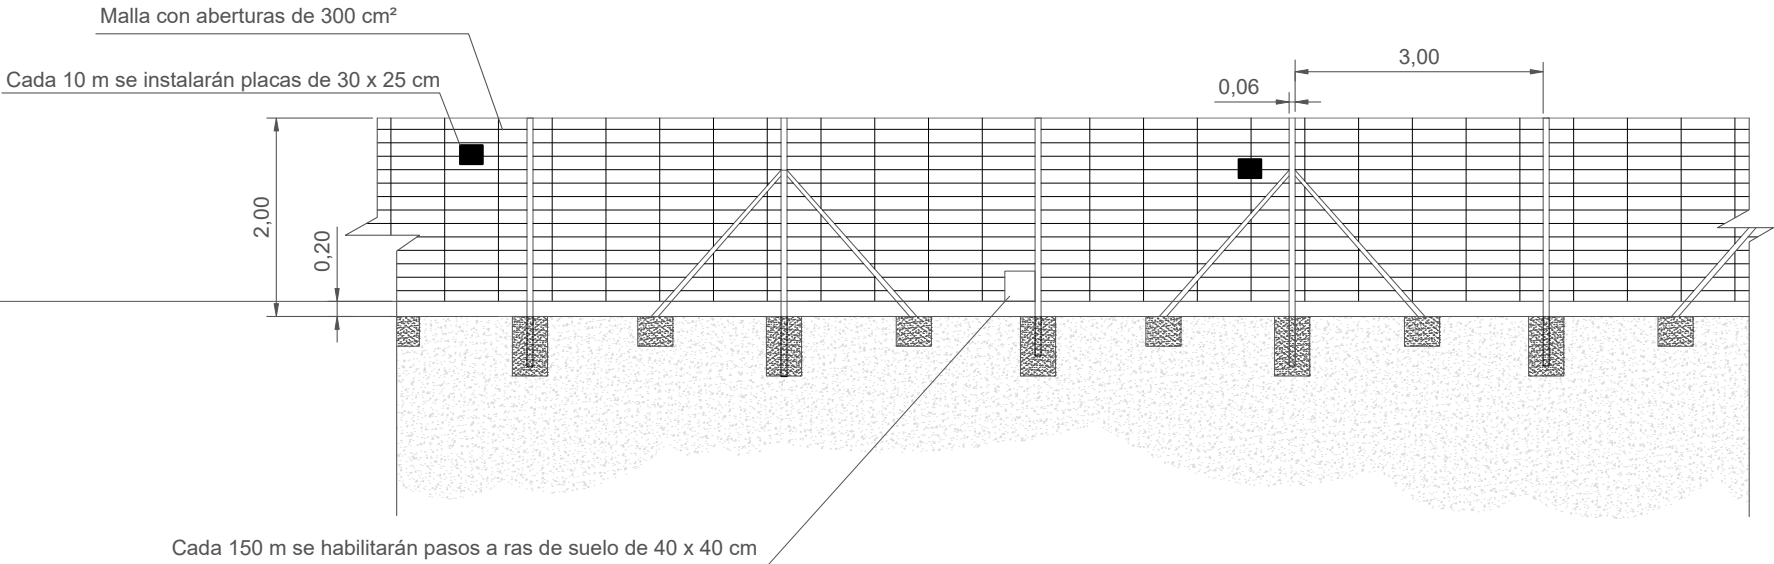 Malla con aberturas de 300 cm²
Cada 10 m se instalarán placas de 30 x 25 cm
3,00
0,06
2,00
0,20
Cada 150 m se habilitarán pasos a ras de suelo de 40 x 40 cm